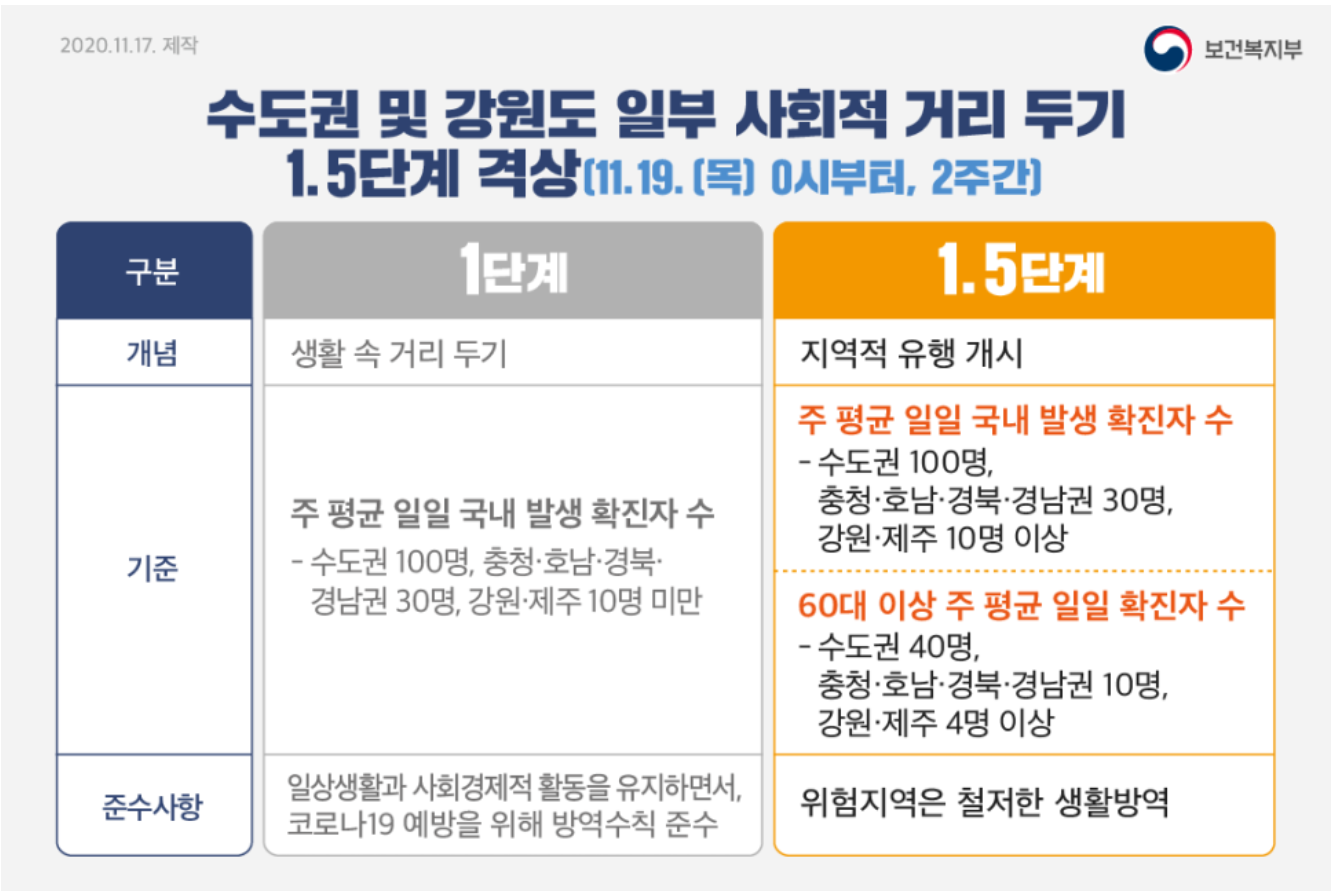 2020.11.17. 제작
보건복지부
수도권 및 강원도 일부 사회적 거리 두기
1.5단계 격상(11.19.(목) 0시부터, 2주간)
구분
1단계
1.5단계
개념
생활 속 거리 두기
지역적 유행 개시
기준
주 평균 일일 국내 발생 확진자 수
- 수도권 100명, 충청·호남·경북·
경남권 30명, 강원·제주 10명 미만
주 평균 일일 국내 발생 확진자 수
- 수도권 100명,
충청·호남·경북·경남권 30명,
강원·제주 10명 이상
60대 이상 주 평균 일일 확진자 수
- 수도권 40명,
충청·호남·경북·경남권 10명,
강원·제주 4명 이상
준수사항
일상생활과 사회경제적 활동을 유지하면서,
코로나19 예방을 위해 방역수칙 준수
위험지역은 철저한 생활방역